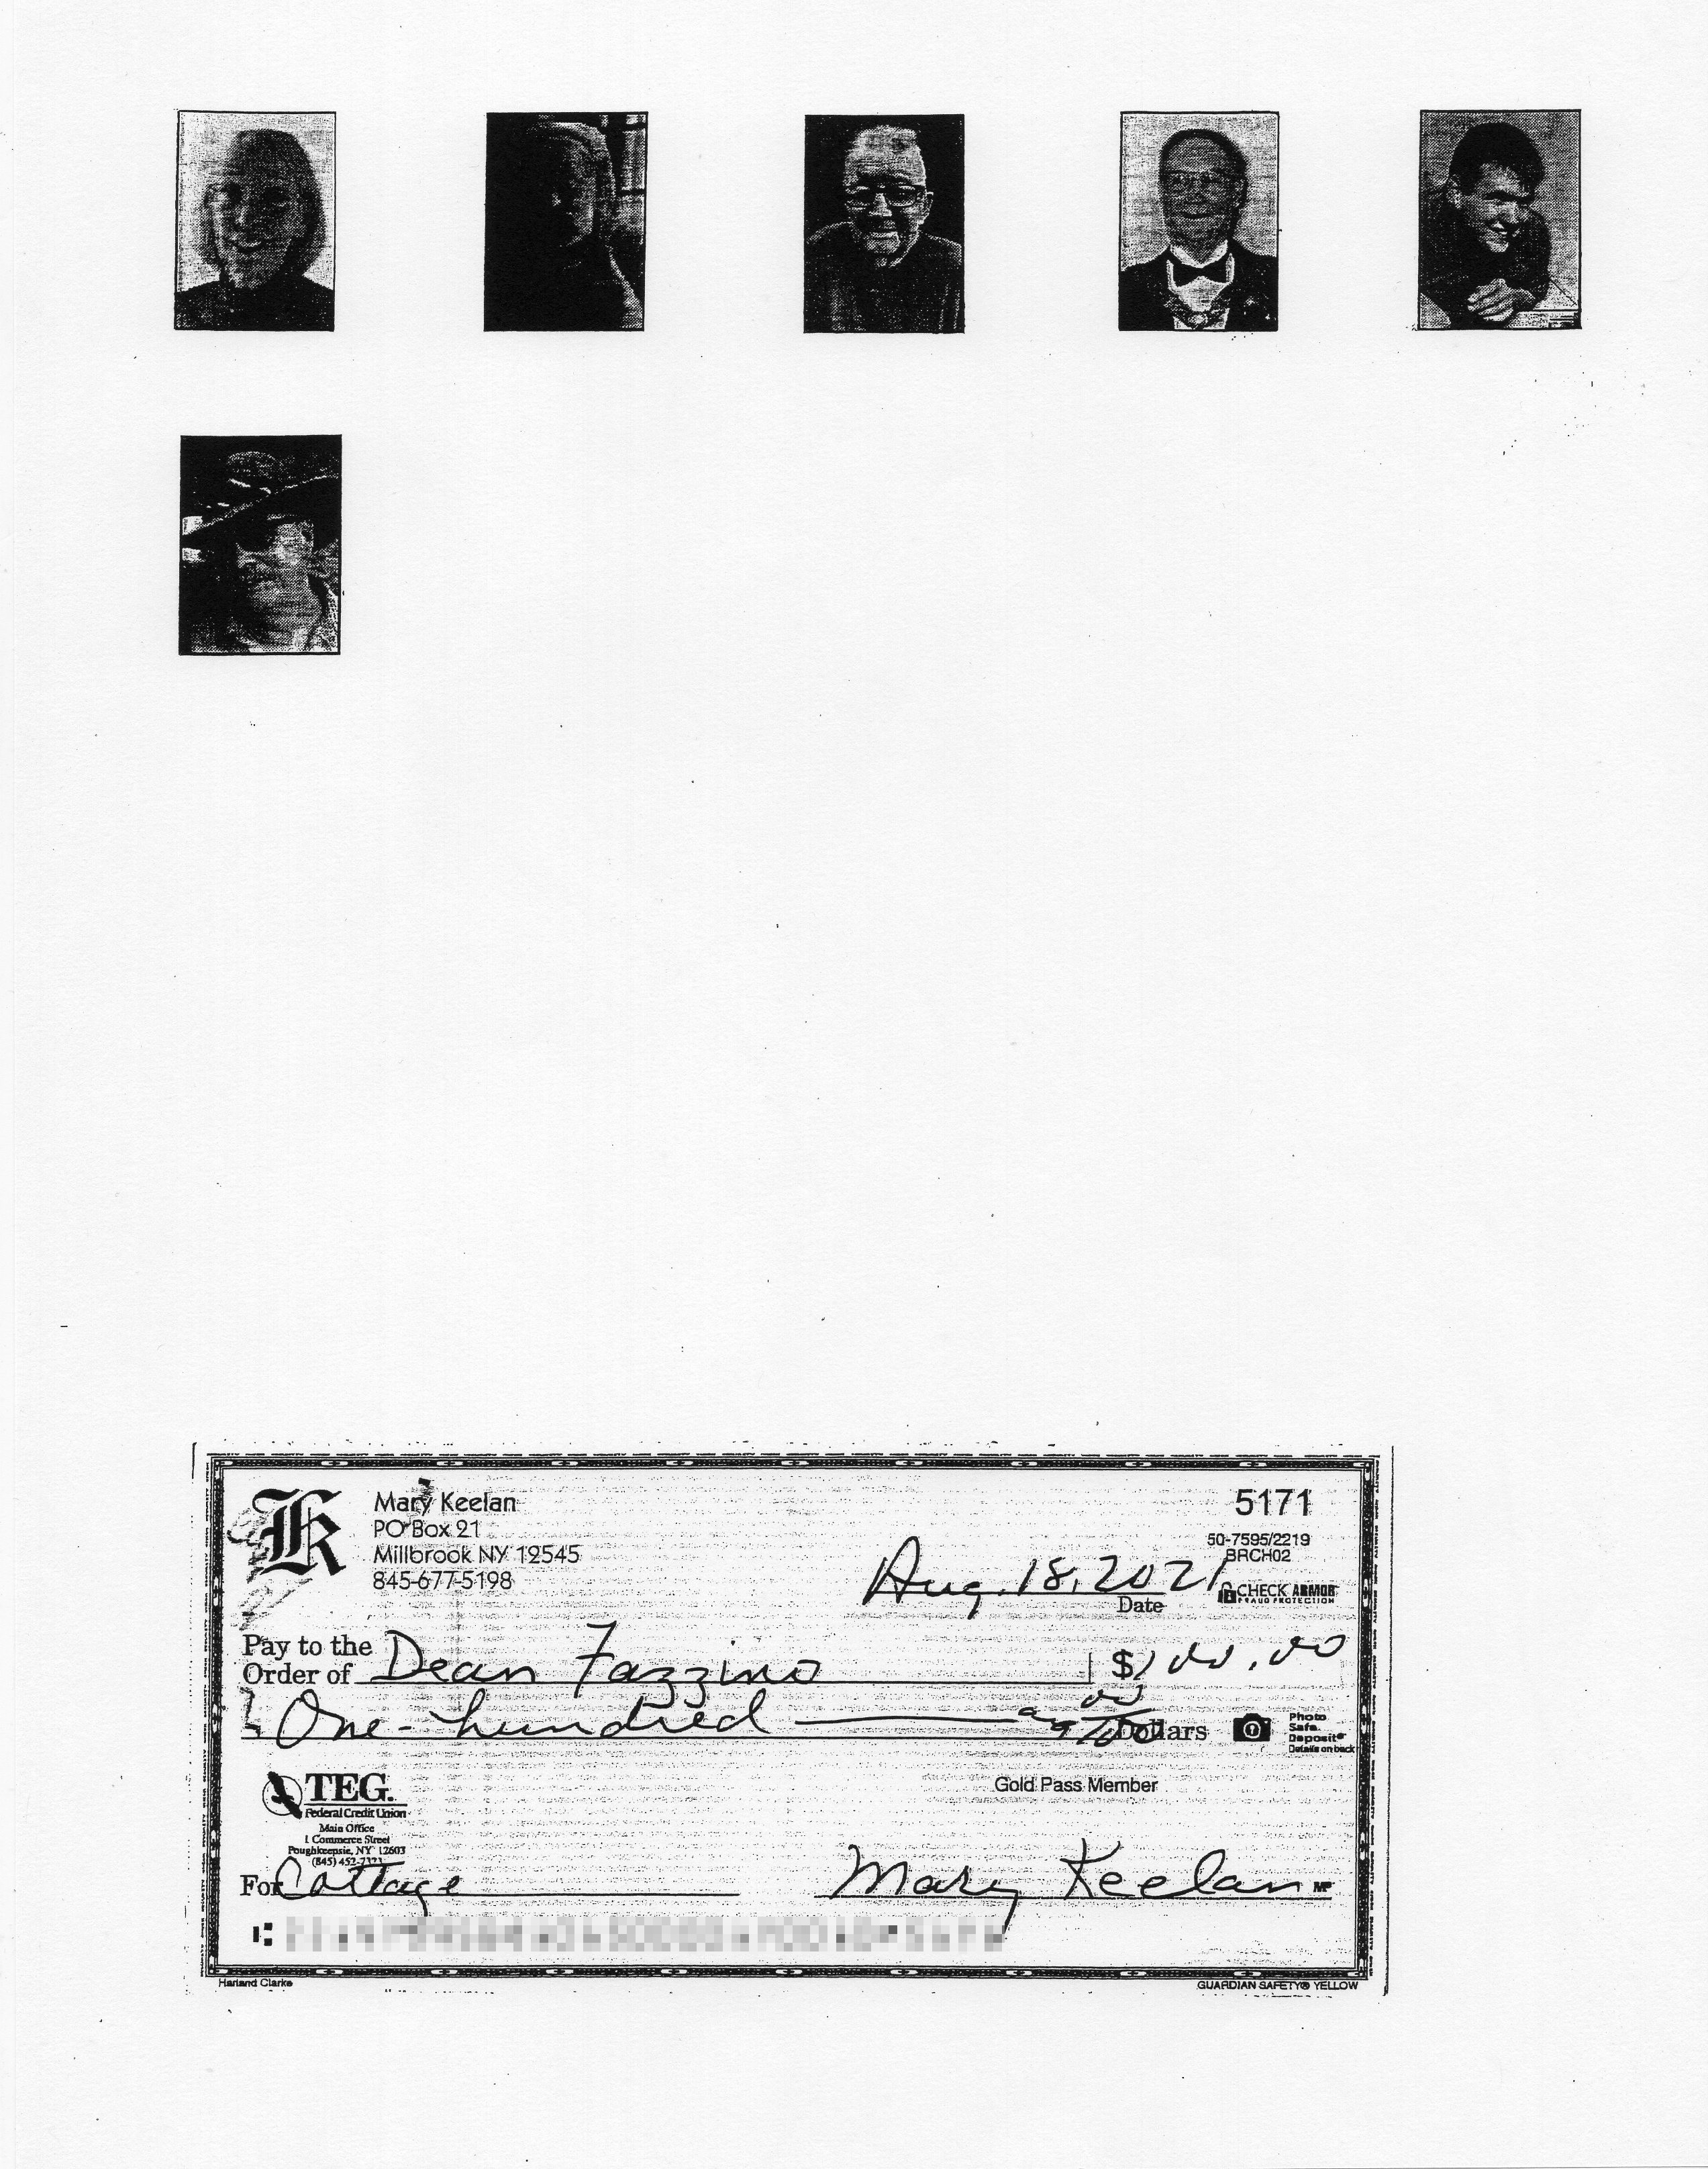 Mary Keelan
PO Box 21
Millbrook NY 12545
845-677-5198
5171
50-7595/2219
BRCH02
Aug. 18, 2021
Date
CHECK ARMOR
FRAUD PROTECTION
Pay to the
Order of Dean Fazzino $100.00
One-hundred 00/100 Dollars
Photo
Safe
Deposit®
Details on back
TEG.
Federal Credit Union
Main Office
1 Commerce Street
Poughkeepsie, NY 12603
(845) 452-7323
Gold Pass Member
For Cottage
Mary Keelan MP
Harland Clarke
GUARDIAN SAFETY® YELLOW